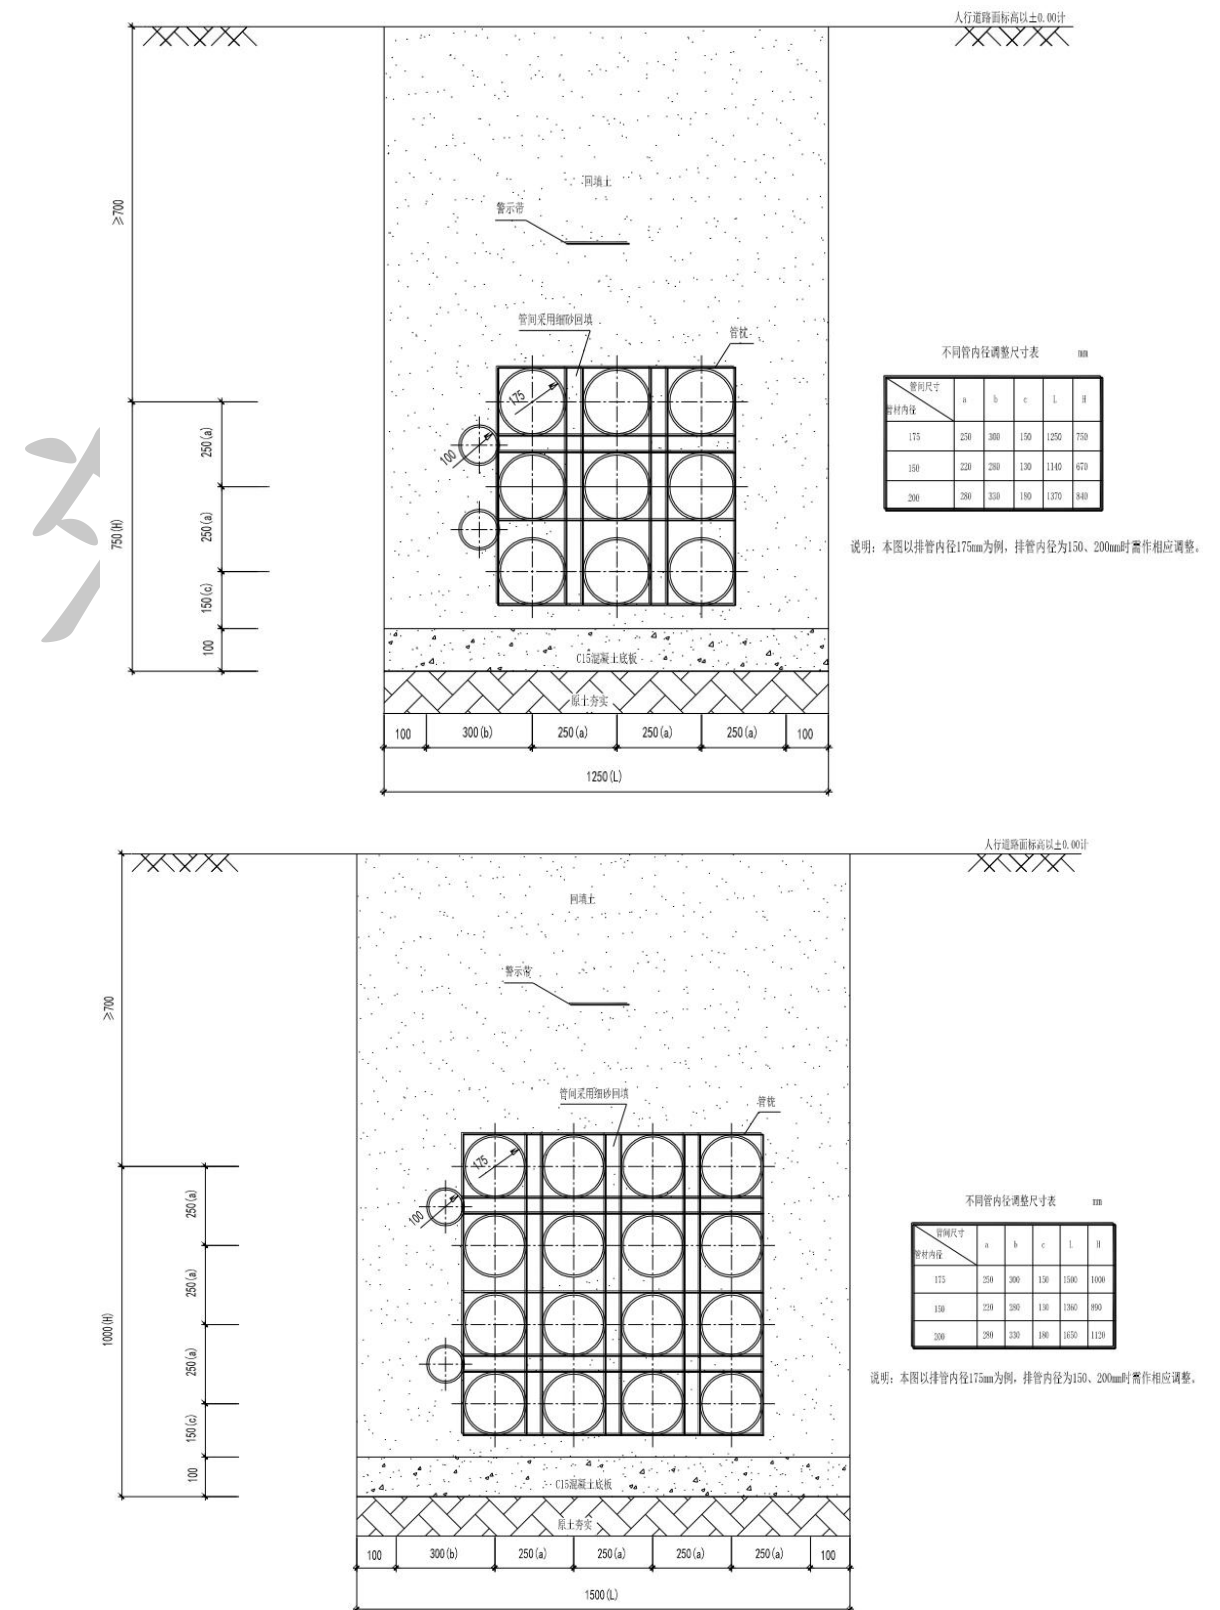 人行道路面标高以±0.00计
≥700
回填土
警示带
管间采用细砂回填
管枕
175
100
250(a)
250(a)
150(c)
100
750(H)
C15混凝土底板
原土夯实
100 300(b) 250(a) 250(a) 250(a) 100
1250(L)
不同管内径调整尺寸表 mm
管间尺寸
管材内径
a b c L H
175 250 300 150 1250 750
150 220 280 130 1140 670
200 280 330 180 1370 840
说明：本图以排管内径175mm为例，排管内径为150、200mm时需作相应调整。
人行道路面标高以±0.00计
≥700
回填土
警示带
管间采用细砂回填
管枕
175
100
250(a)
250(a)
250(a)
150(c)
100
1000(H)
C15混凝土底板
原土夯实
100 300(b) 250(a) 250(a) 250(a) 250(a) 100
1500(L)
不同管内径调整尺寸表 mm
管间尺寸
管材内径
a b c L H
175 250 300 150 1500 1000
150 220 280 130 1360 890
200 280 330 180 1650 1120
说明：本图以排管内径175mm为例，排管内径为150、200mm时需作相应调整。